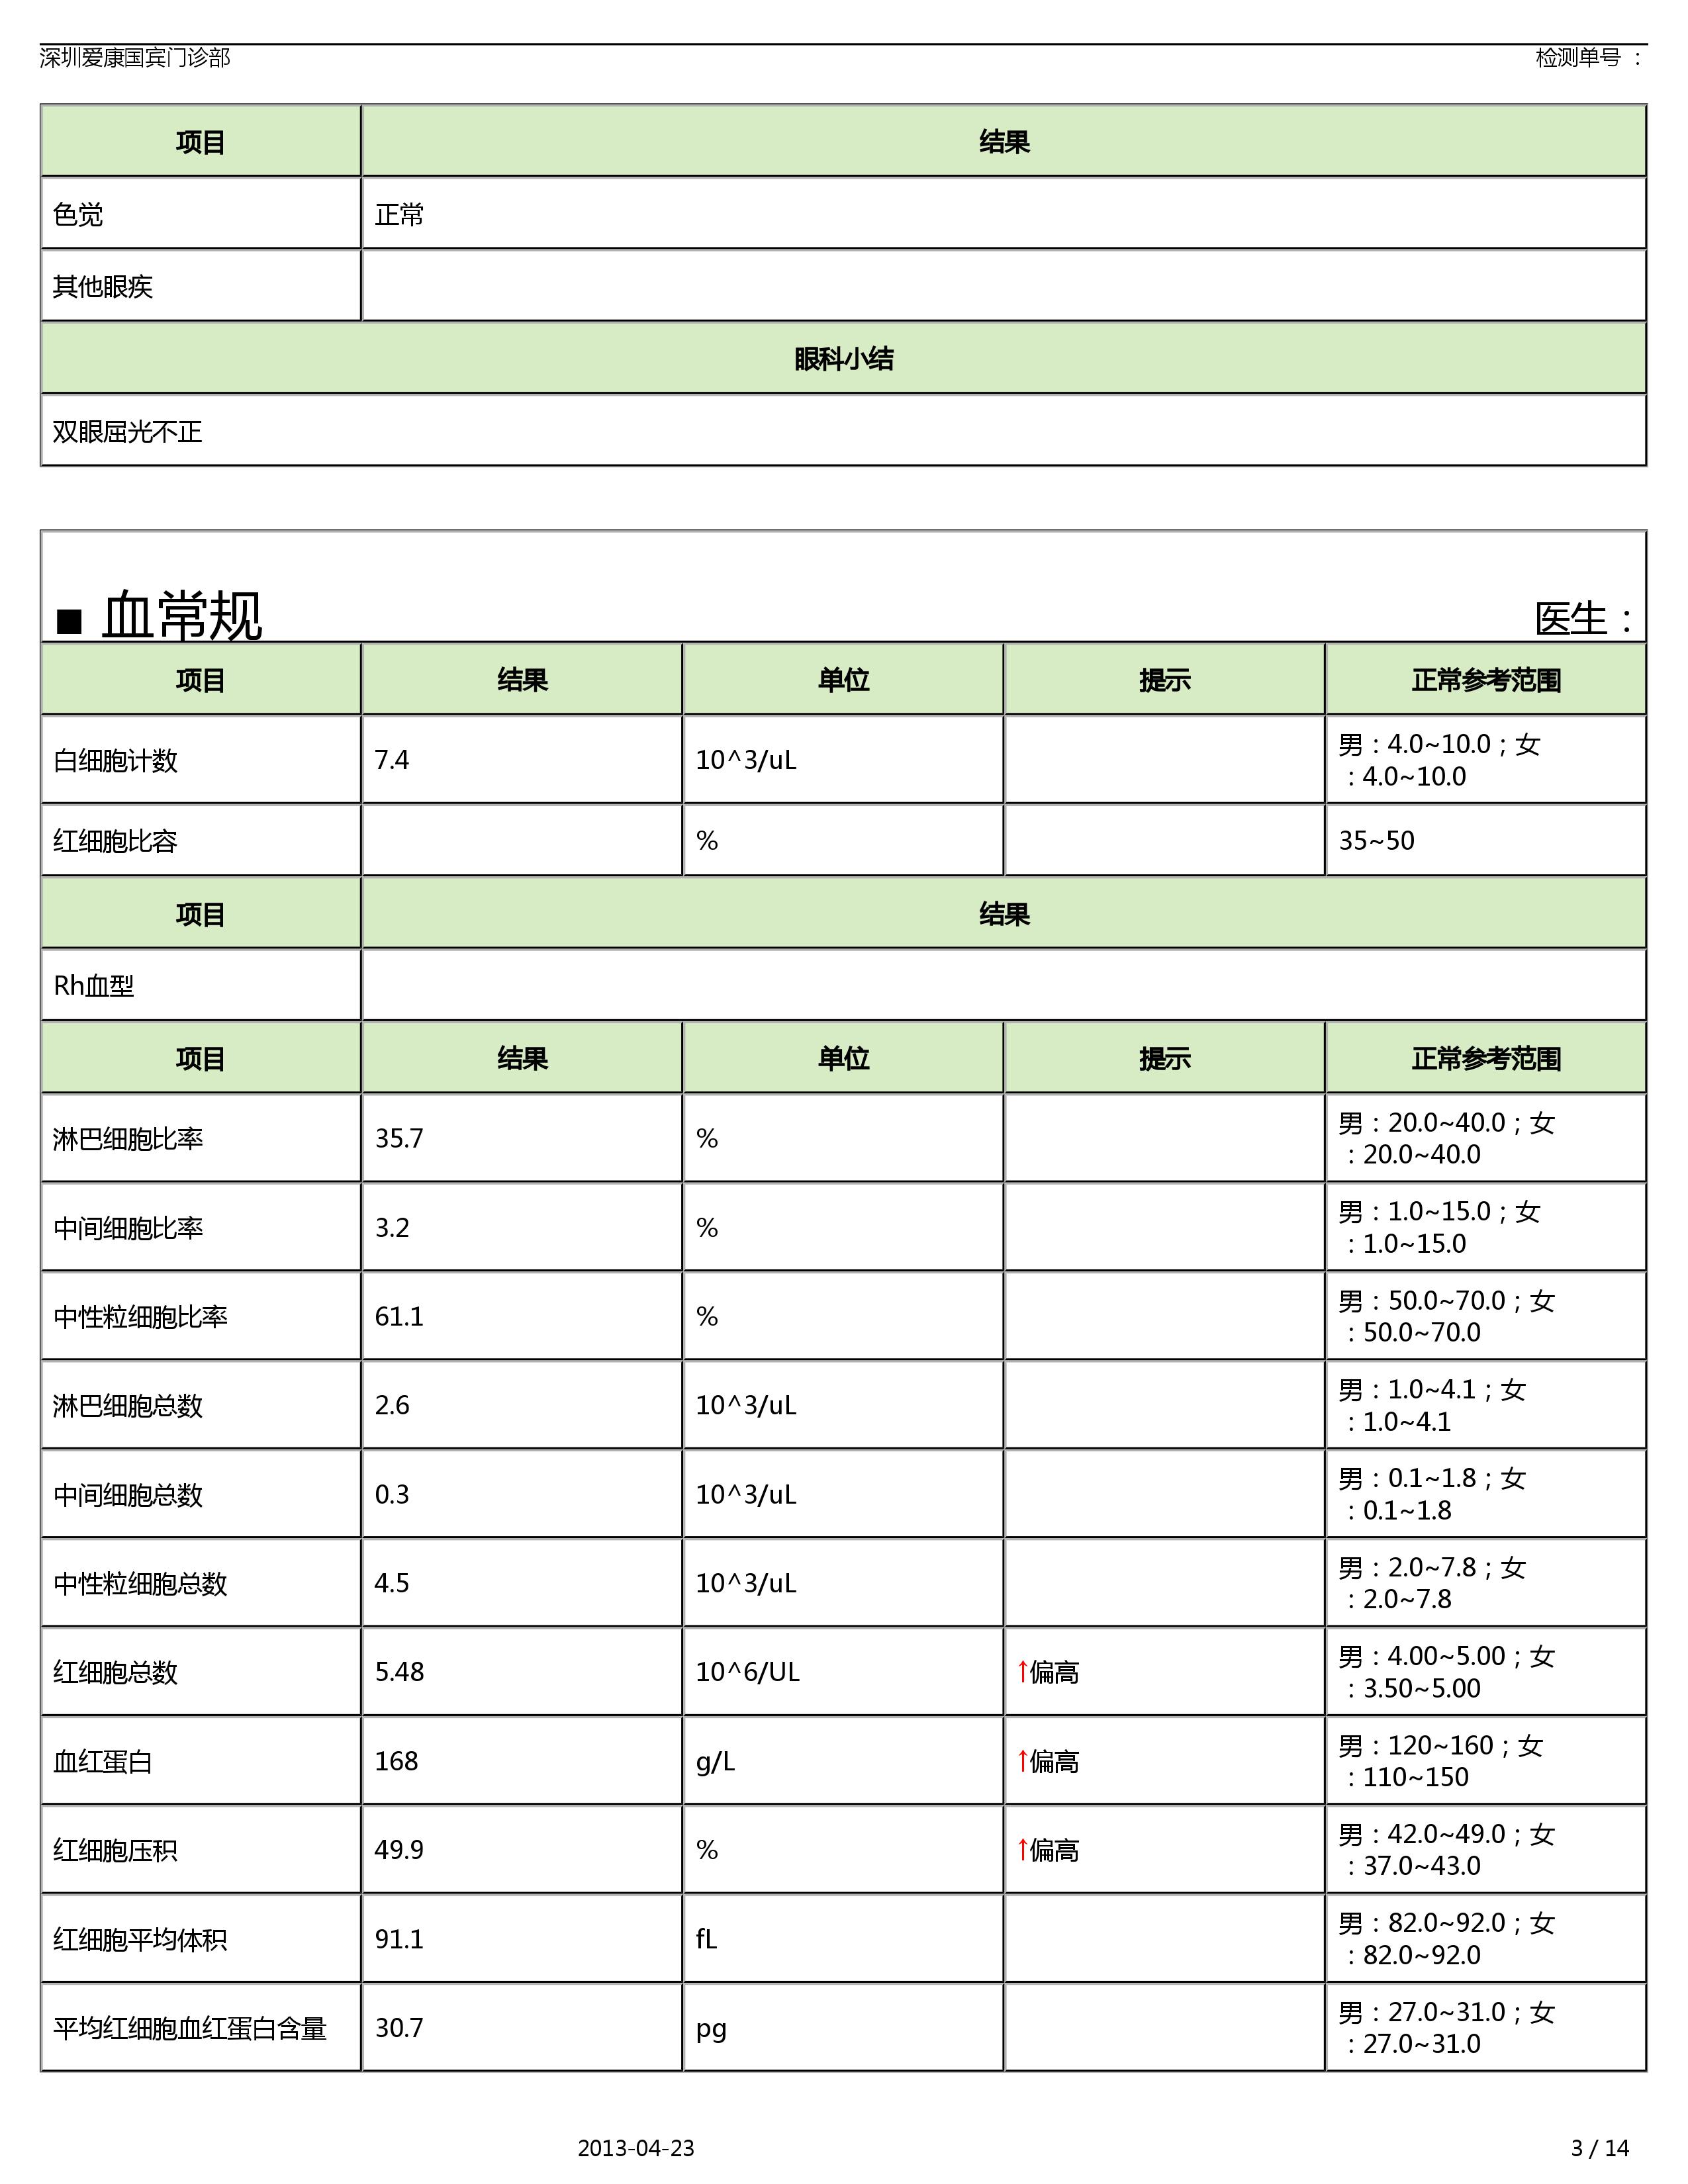 深圳爱康国宾门诊部 检测单号 ：
项目 结果
色觉 正常
其他眼疾
眼科小结
双眼屈光不正
■ 血常规 医生：
项目 结果 单位 提示 正常参考范围
白细胞计数 7.4 10^3/uL 男：4.0~10.0；女
：4.0~10.0
红细胞比容 % 35~50
项目 结果
Rh血型
项目 结果 单位 提示 正常参考范围
淋巴细胞比率 35.7 % 男：20.0~40.0；女
：20.0~40.0
中间细胞比率 3.2 % 男：1.0~15.0；女
：1.0~15.0
中性粒细胞比率 61.1 % 男：50.0~70.0；女
：50.0~70.0
淋巴细胞总数 2.6 10^3/uL 男：1.0~4.1；女
：1.0~4.1
中间细胞总数 0.3 10^3/uL 男：0.1~1.8；女
：0.1~1.8
中性粒细胞总数 4.5 10^3/uL 男：2.0~7.8；女
：2.0~7.8
红细胞总数 5.48 10^6/UL ↑偏高 男：4.00~5.00；女
：3.50~5.00
血红蛋白 168 g/L ↑偏高 男：120~160；女
：110~150
红细胞压积 49.9 % ↑偏高 男：42.0~49.0；女
：37.0~43.0
红细胞平均体积 91.1 fL 男：82.0~92.0；女
：82.0~92.0
平均红细胞血红蛋白含量 30.7 pg 男：27.0~31.0；女
：27.0~31.0
2013-04-23 3 / 14